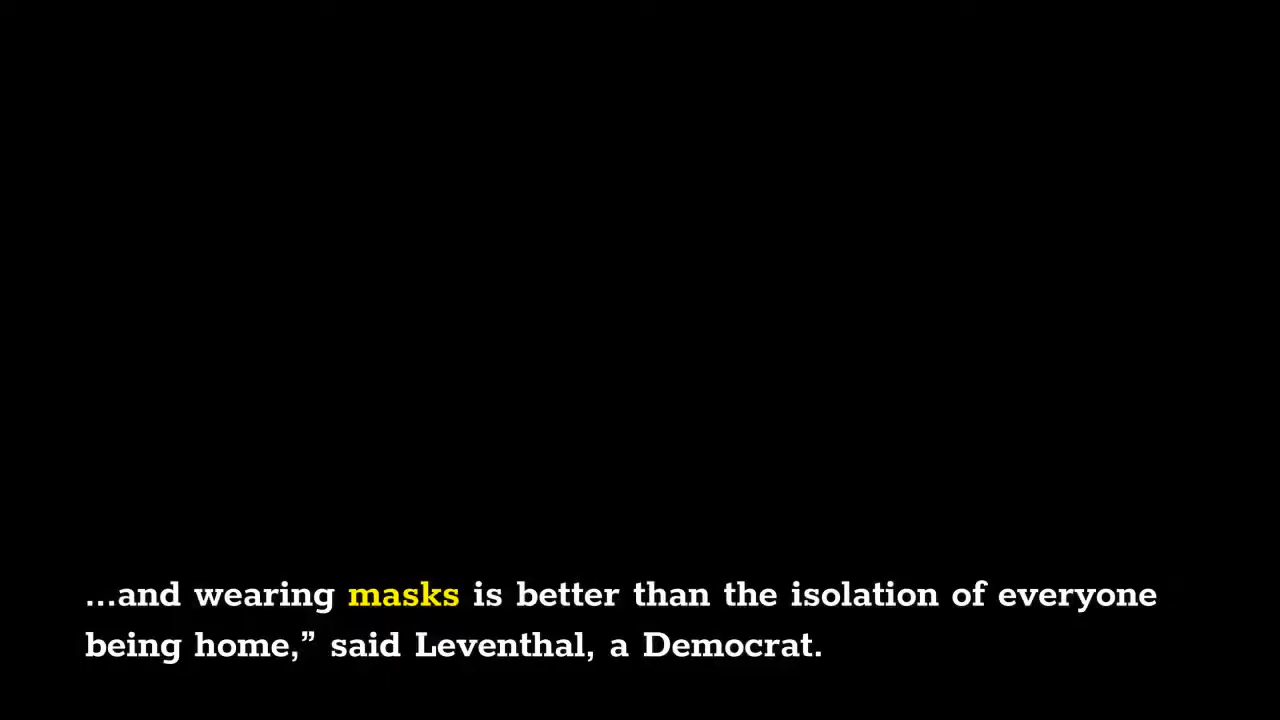 ...and wearing masks is better than the isolation of everyone
being home,” said Leventhal, a Democrat.